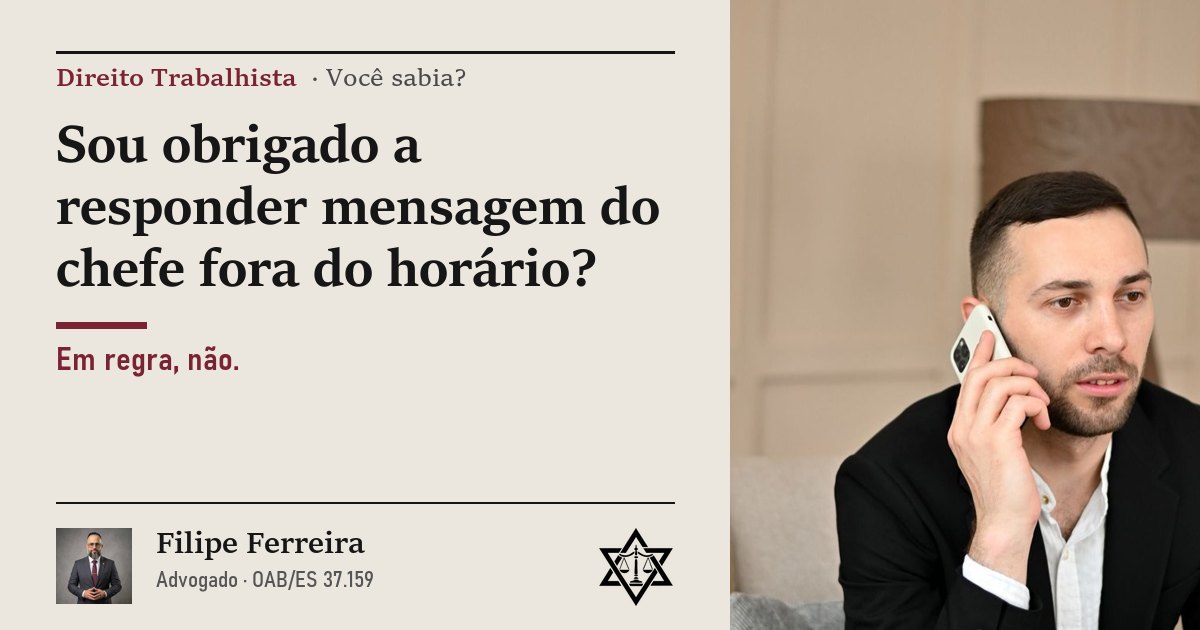 Direito Trabalhista · Você sabia?
Sou obrigado a
responder mensagem do
chefe fora do horário?
Em regra, não.
Filipe Ferreira
Advogado · OAB/ES 37.159